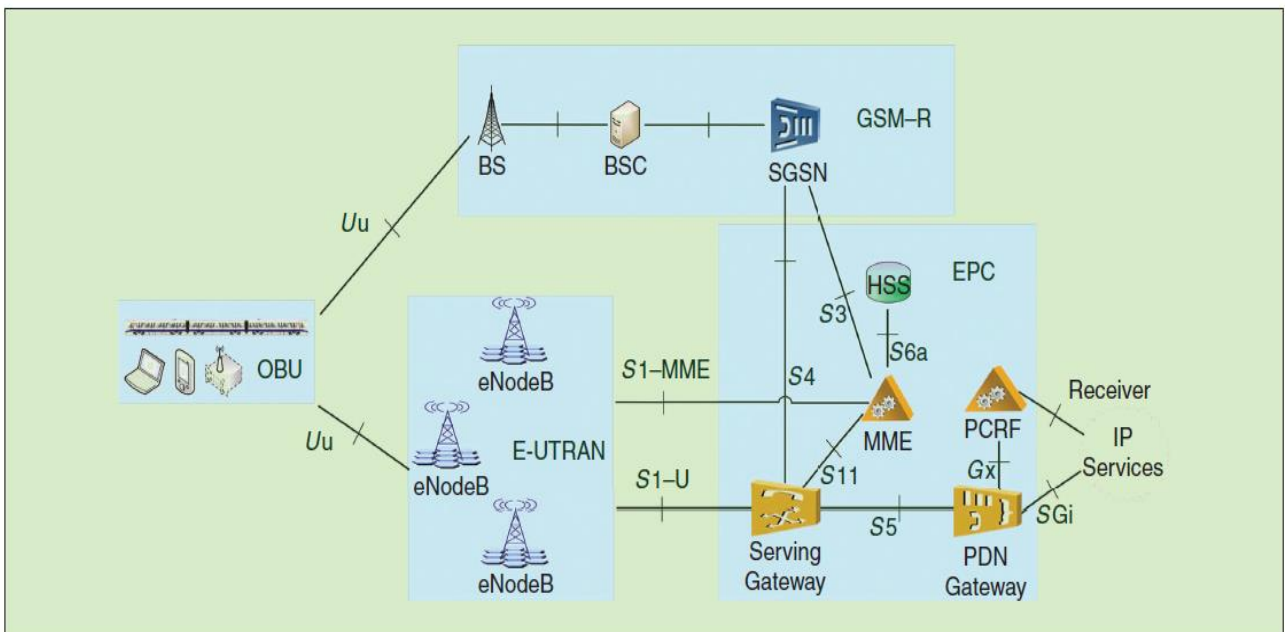 GSM–R
BS
BSC
SGSN
Uu
EPC
HSS
S3
S6a
OBU
eNodeB
S1–MME
S4
Receiver
MME
PCRF
IP
Services
Uu
E-UTRAN
eNodeB
S1–U
S11
Gx
S5
SGi
eNodeB
Serving
Gateway
PDN
Gateway